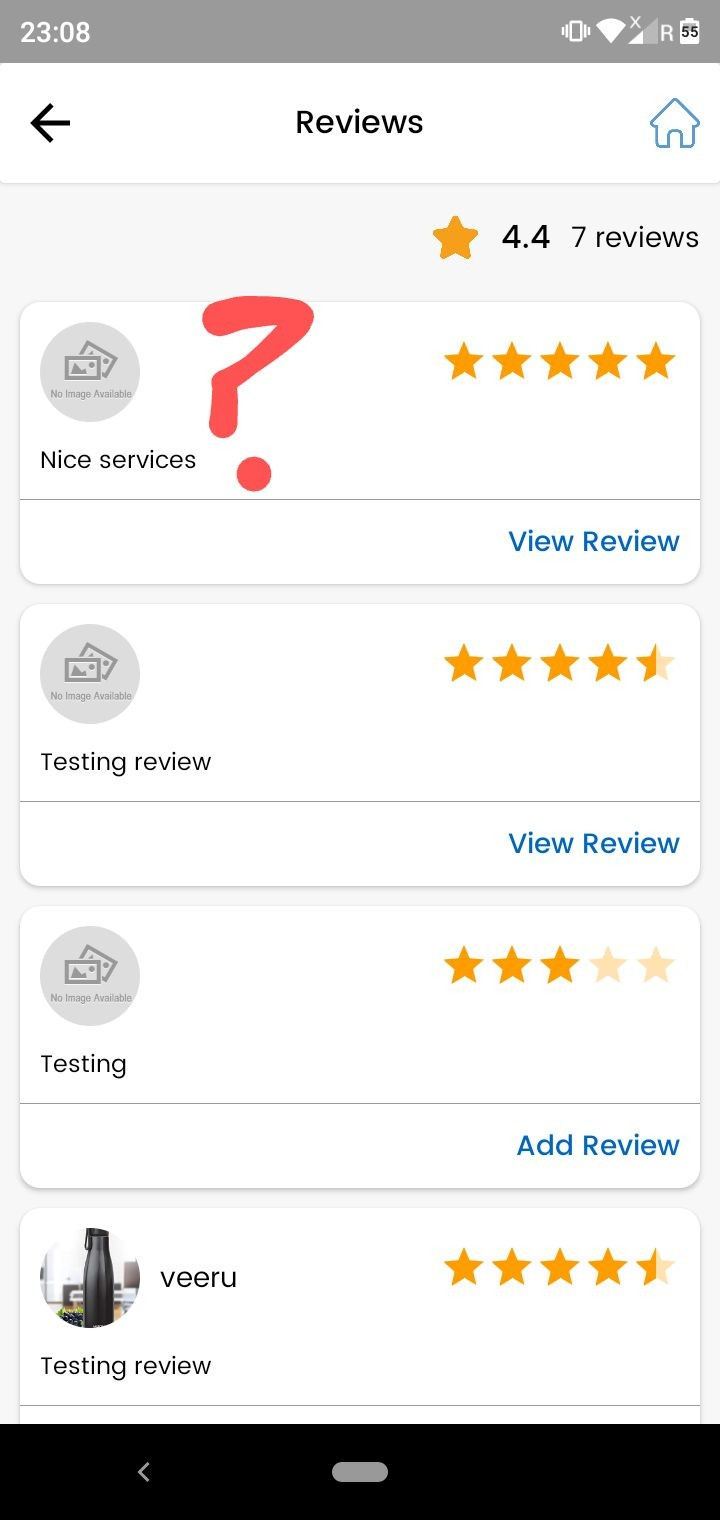 23:08
R 55
Reviews
4.4 7 reviews
No Image Available
?
Nice services
View Review
No Image Available
Testing review
View Review
No Image Available
Testing
Add Review
veeru
Testing review